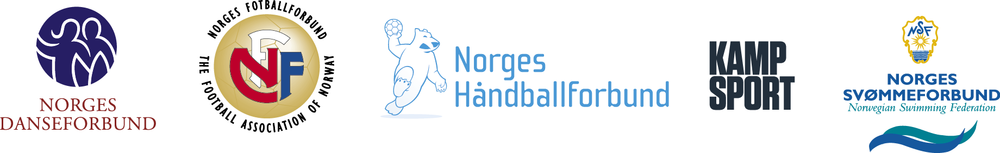 NORGES
DANSEFORBUND
NORGES FOTBALLFORBUND
THE FOOTBALL ASSOCIATION OF NORWAY
NFF
Norges
Håndballforbund
KAMP
SPORT
NSF
NORGES
SVØMMEFORBUND
Norwegian Swimming Federation